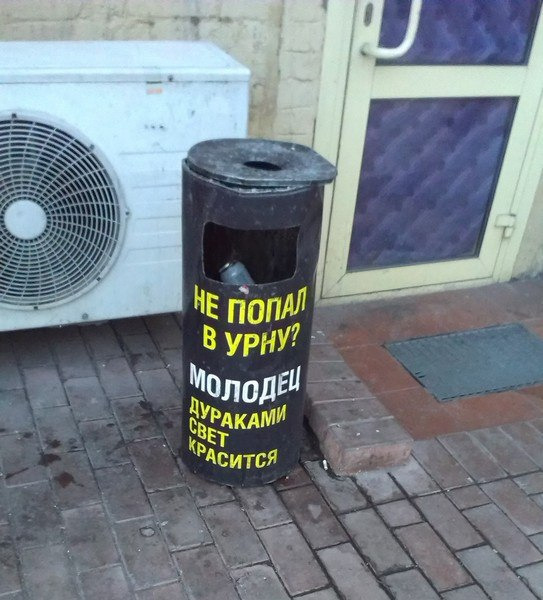 НЕ ПОПАЛ
В УРНУ?
МОЛОДЕЦ
ДУРАКАМИ
СВЕТ
КРАСИТСЯ